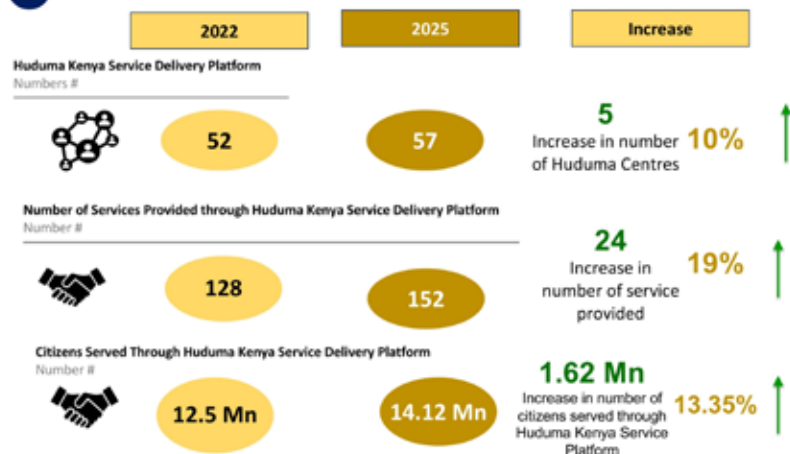 2022
2025
Increase
Huduma Kenya Service Delivery Platform
Numbers #
52
57
5
Increase in number
of Huduma Centres
10%
Number of Services Provided through Huduma Kenya Service Delivery Platform
Number #
128
152
24
Increase in
number of service
provided
19%
Citizens Served Through Huduma Kenya Service Delivery Platform
Number #
12.5 Mn
14.12 Mn
1.62 Mn
Increase in number of
citizens served through
Huduma Kenya Service
Platform
13.35%